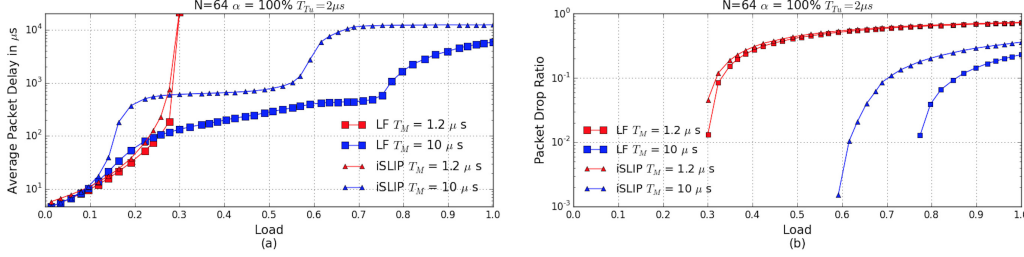 N=64 α = 100% T_{Tu}=2μs
Average Packet Delay in μs
10^4
10^3
10^2
10^1
LF T_M = 1.2 μ s
LF T_M = 10 μ s
iSLIP T_M = 1.2 μ s
iSLIP T_M = 10 μ s
0.0 0.1 0.2 0.3 0.4 0.5 0.6 0.7 0.8 0.9 1.0
Load
(a)
N=64 α = 100% T_{Tu}=2μs
Packet Drop Ratio
10^0
10^{-1}
10^{-2}
10^{-3}
LF T_M = 1.2 μ s
LF T_M = 10 μ s
iSLIP T_M = 1.2 μ s
iSLIP T_M = 10 μ s
0.0 0.1 0.2 0.3 0.4 0.5 0.6 0.7 0.8 0.9 1.0
Load
(b)